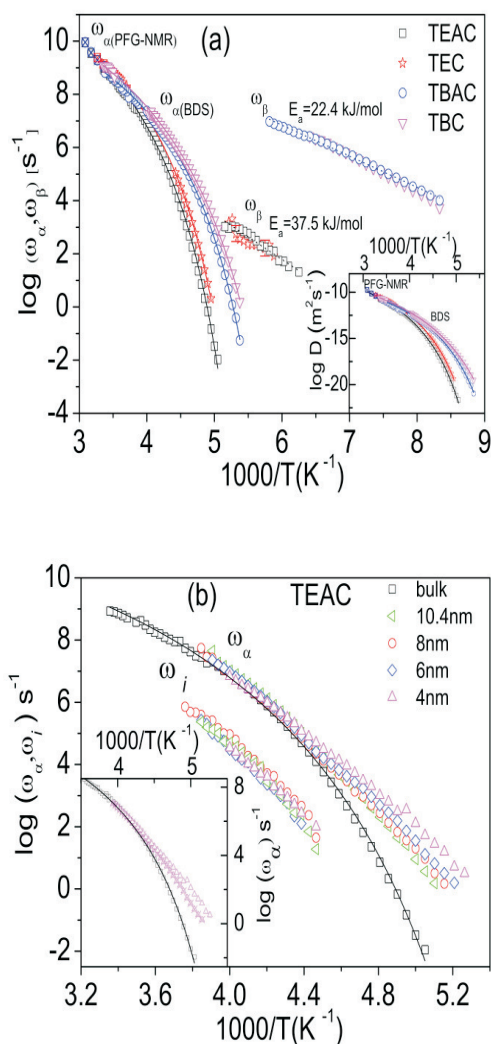 ω α(PFG-NMR)
(a)
TEAC
TEC
TBAC
TBC
ω α(BDS)
ω β E a =22.4 kJ/mol
ω β E a =37.5 kJ/mol
log (ω α ,ω β ) [s -1 ]
10
8
6
4
2
0
-2
-4
3 4 5 6 7 8 9
1000/T(K -1 )
1000/T(K -1 )
3 4 5
PFG-NMR
BDS
log D (m 2 s -1 )
-10
-15
-20
(b)
TEAC
bulk
10.4nm
8nm
6nm
4nm
ω α
ω i
log (ω α ,ω i ) s -1
10
8
6
4
2
0
-2
1000/T(K -1 )
4 5
8
4
0
log (ω α ) s -1
3.2 3.6 4.0 4.4 4.8 5.2
1000/T(K -1 )